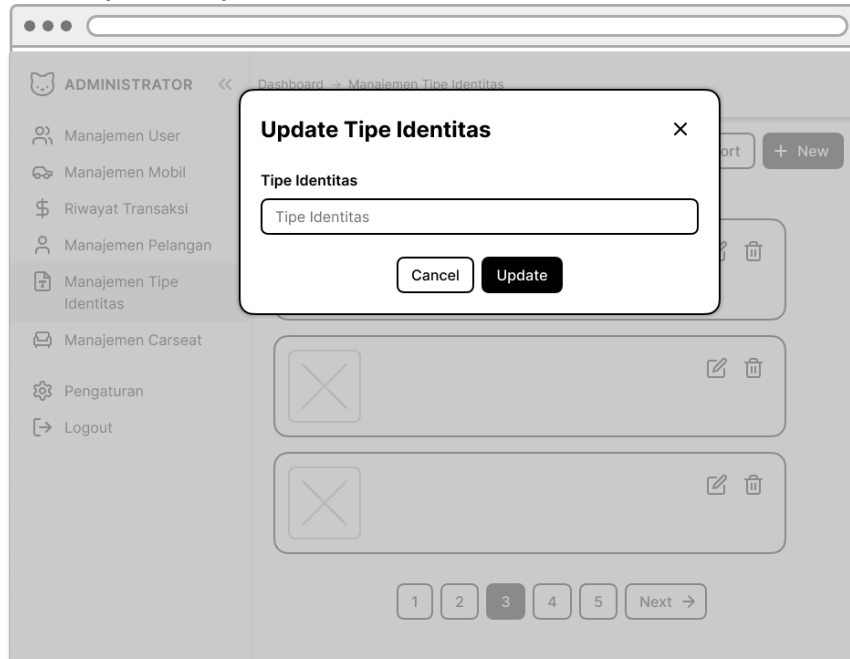 ADMINISTRATOR
Dashboard → Manajemen Tipe Identitas
Manajemen User
Manajemen Mobil
Riwayat Transaksi
Manajemen Pelangan
Manajemen Tipe
Identitas
Manajemen Carseat
Pengaturan
Logout
Update Tipe Identitas
Tipe Identitas
Tipe Identitas
Cancel
Update
ort
+ New
1 2 3 4 5 Next →